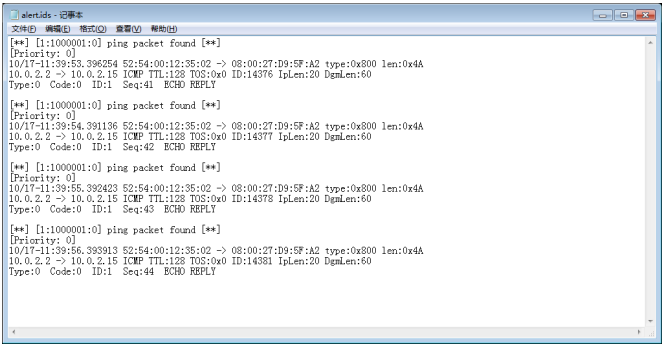 alert.ids - 记事本
文件(F) 编辑(E) 格式(O) 查看(V) 帮助(H)
[**] [1:1000001:0] ping packet found [**]
[Priority: 0]
10/17-11:39:53.396254 52:54:00:12:35:02 -> 08:00:27:D9:5F:A2 type:0x800 len:0x4A
10.0.2.2 -> 10.0.2.15 ICMP TTL:128 TOS:0x0 ID:14376 IpLen:20 DgmLen:60
Type:0  Code:0  ID:1  Seq:41  ECHO REPLY
[**] [1:1000001:0] ping packet found [**]
[Priority: 0]
10/17-11:39:54.391136 52:54:00:12:35:02 -> 08:00:27:D9:5F:A2 type:0x800 len:0x4A
10.0.2.2 -> 10.0.2.15 ICMP TTL:128 TOS:0x0 ID:14377 IpLen:20 DgmLen:60
Type:0  Code:0  ID:1  Seq:42  ECHO REPLY
[**] [1:1000001:0] ping packet found [**]
[Priority: 0]
10/17-11:39:55.392423 52:54:00:12:35:02 -> 08:00:27:D9:5F:A2 type:0x800 len:0x4A
10.0.2.2 -> 10.0.2.15 ICMP TTL:128 TOS:0x0 ID:14378 IpLen:20 DgmLen:60
Type:0  Code:0  ID:1  Seq:43  ECHO REPLY
[**] [1:1000001:0] ping packet found [**]
[Priority: 0]
10/17-11:39:56.393913 52:54:00:12:35:02 -> 08:00:27:D9:5F:A2 type:0x800 len:0x4A
10.0.2.2 -> 10.0.2.15 ICMP TTL:128 TOS:0x0 ID:14381 IpLen:20 DgmLen:60
Type:0  Code:0  ID:1  Seq:44  ECHO REPLY